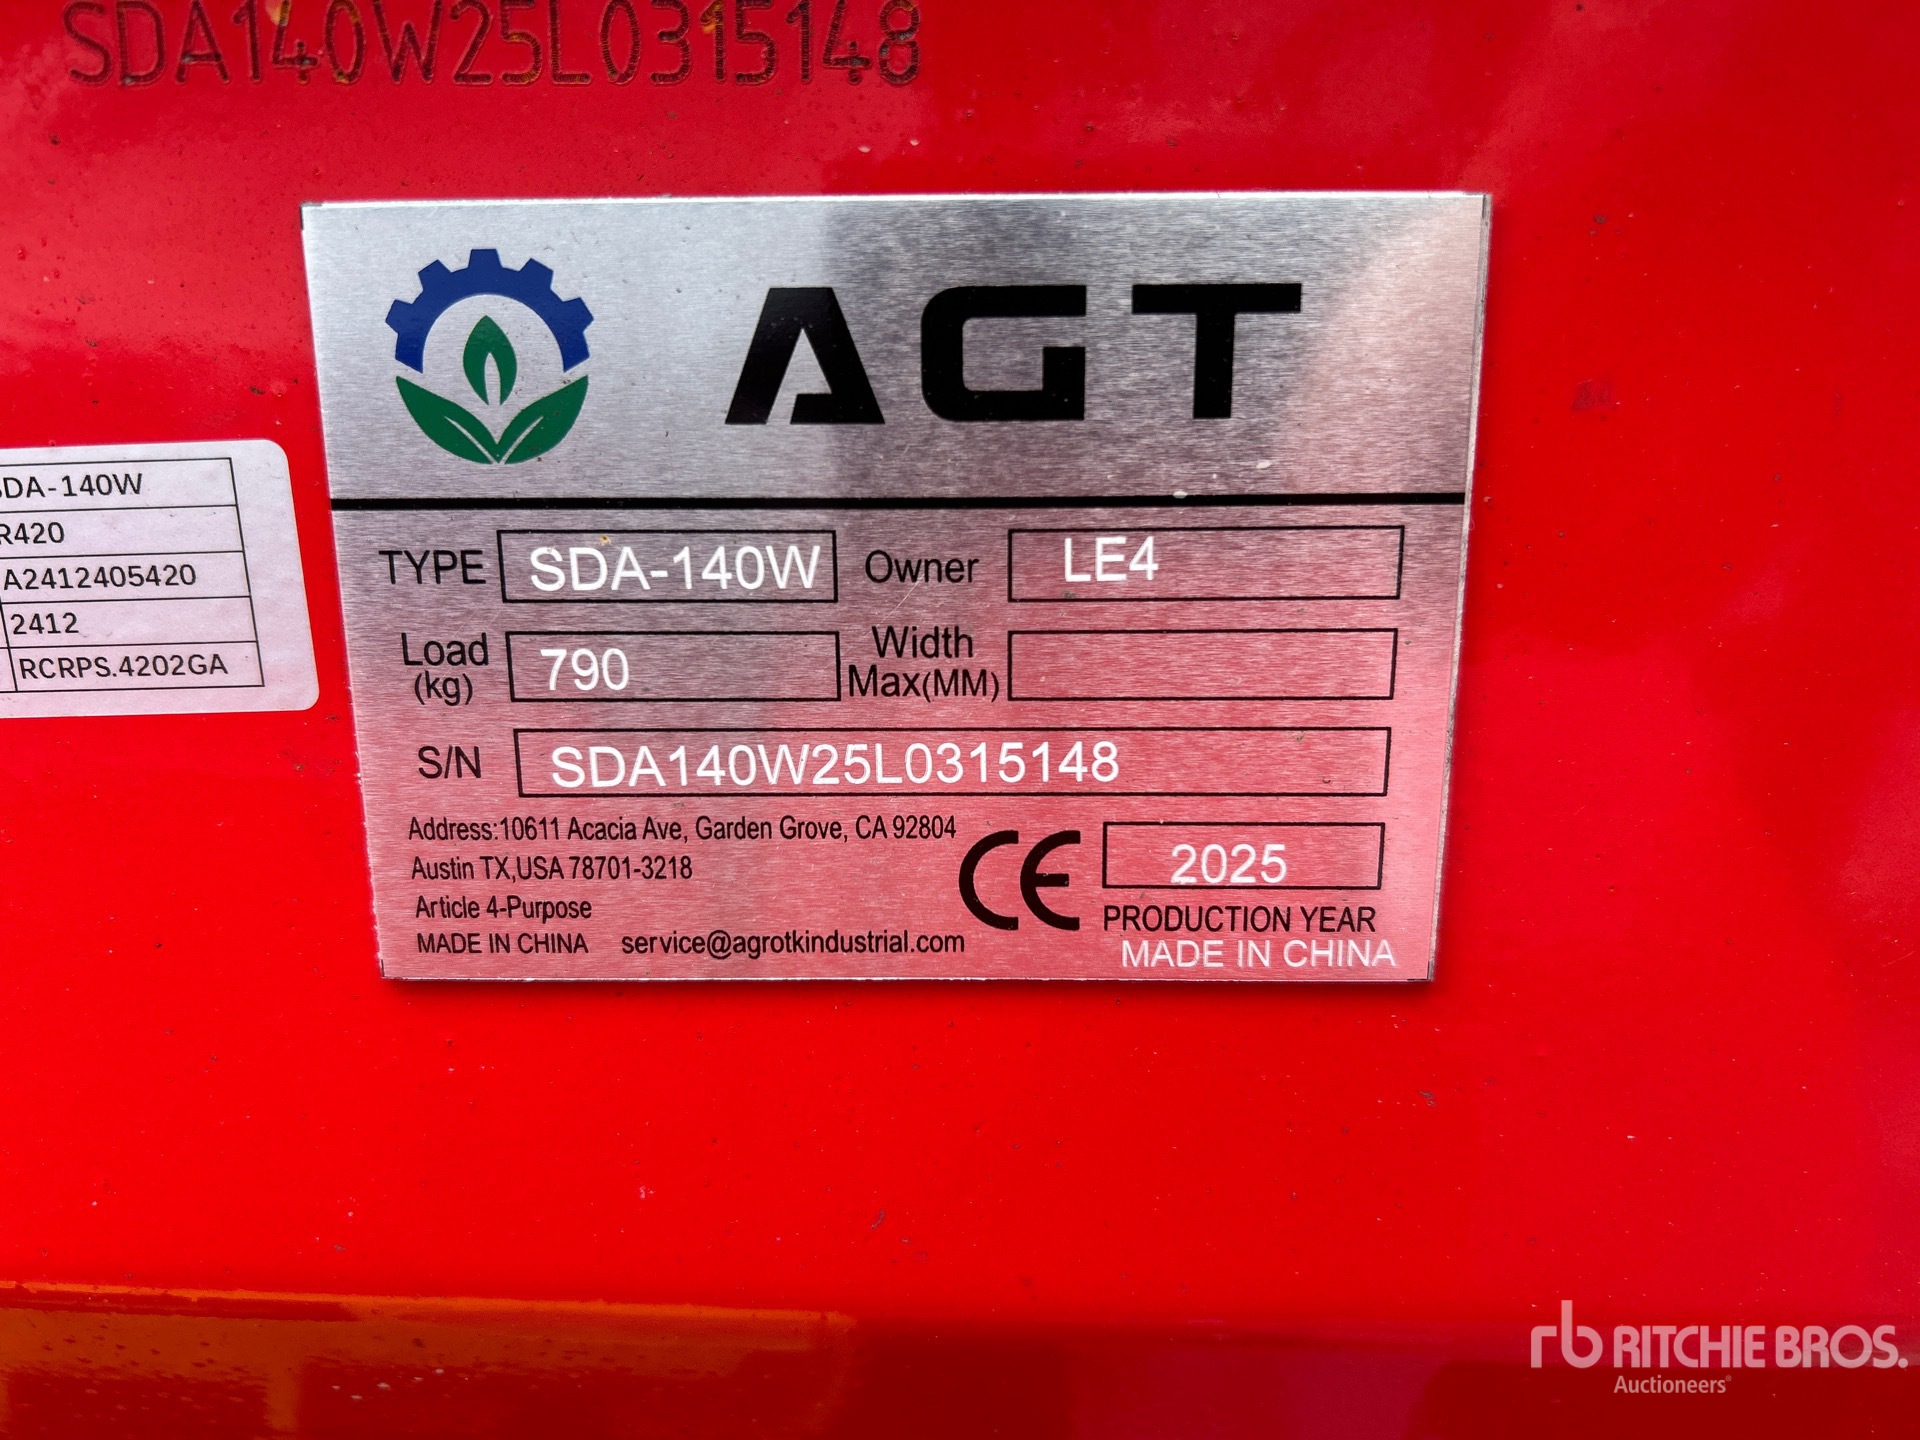 SDA140W25L0315148
AGT
SDA-140W
R420
A2412405420
2412
RCRPS.4202GA
TYPE SDA-140W Owner LE4
Load (kg) 790 Width Max(MM)
S/N SDA140W25L0315148
Address:10611 Acacia Ave, Garden Grove, CA 92804
Austin TX,USA 78701-3218
Article 4-Purpose
MADE IN CHINA service@agrotkindustrial.com
CE 2025
PRODUCTION YEAR
MADE IN CHINA
rb RITCHIE BROS.
Auctioneers